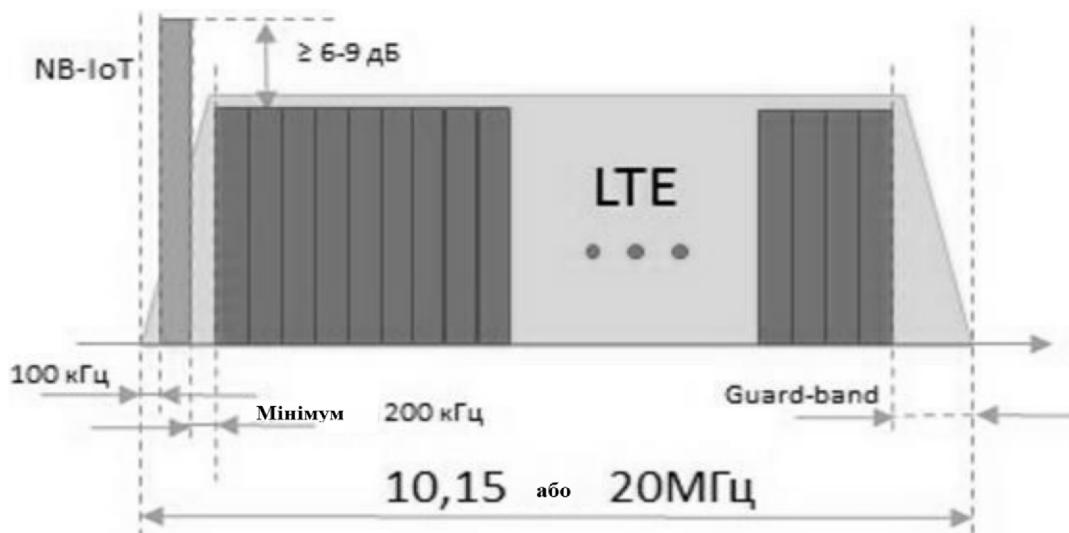 ≥ 6-9 дБ
NB-IoT
LTE
100 кГц
Guard-band
Мінімум 200 кГц
10,15 або 20МГц